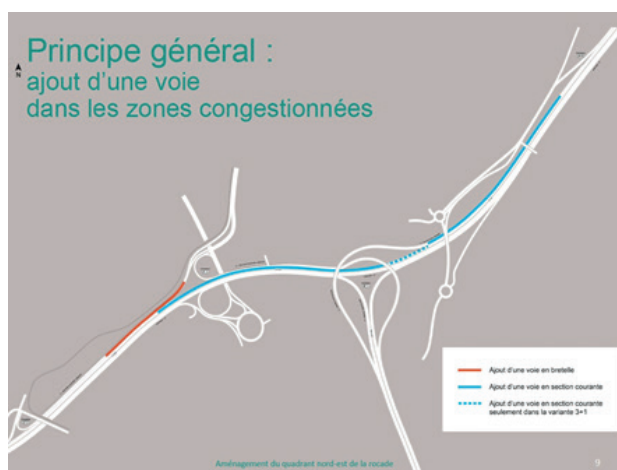 Principe général :
ajout d'une voie
dans les zones congestionnées
N
Ajout d'une voie en bretelle
Ajout d'une voie en section courante
Ajout d'une voie en section courante
seulement dans la variante 3+1
Aménagement du quadrant nord-est de la rocade
9